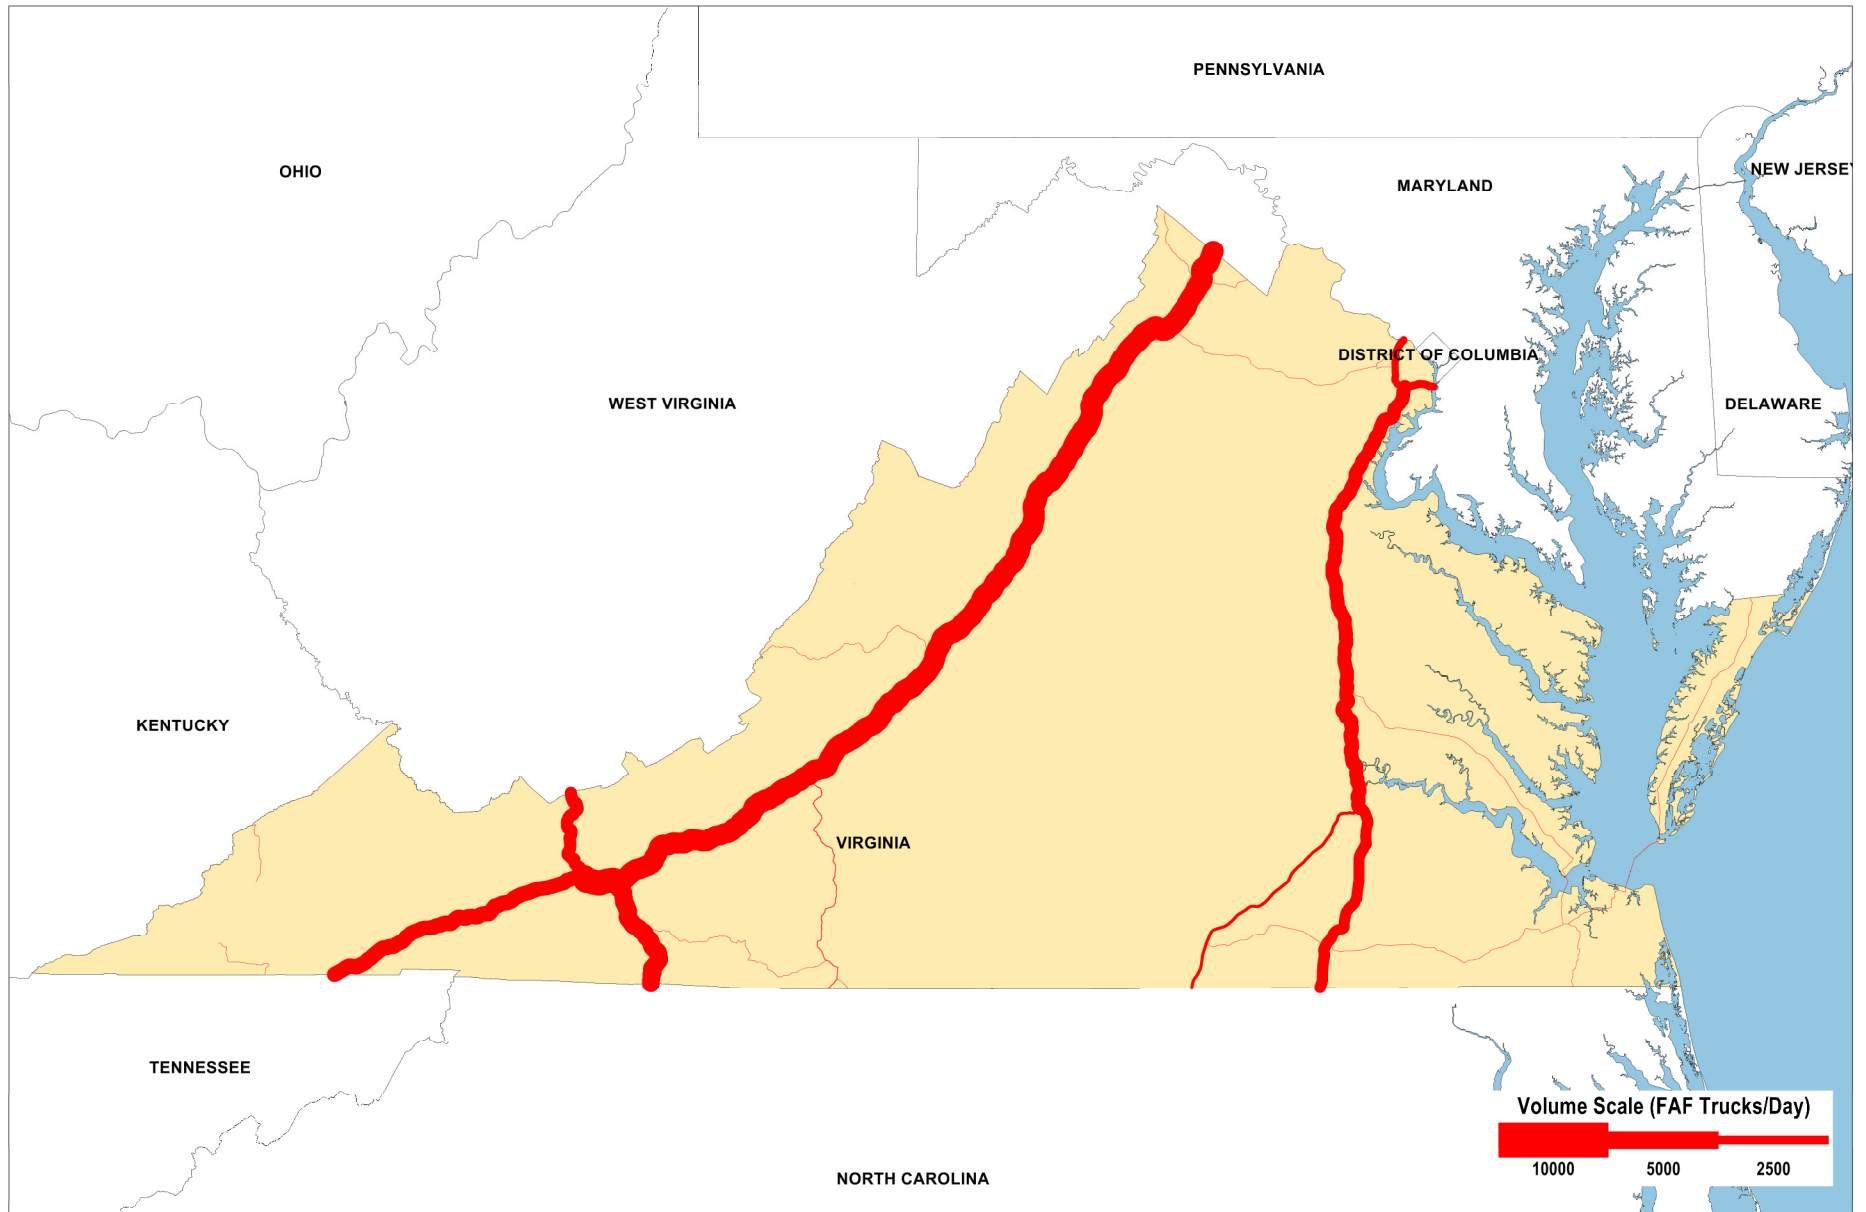 PENNSYLVANIA
OHIO
NEW JERSEY
MARYLAND
DISTRICT OF COLUMBIA
WEST VIRGINIA
DELAWARE
KENTUCKY
VIRGINIA
TENNESSEE
NORTH CAROLINA
Volume Scale (FAF Trucks/Day)
10000 5000 2500